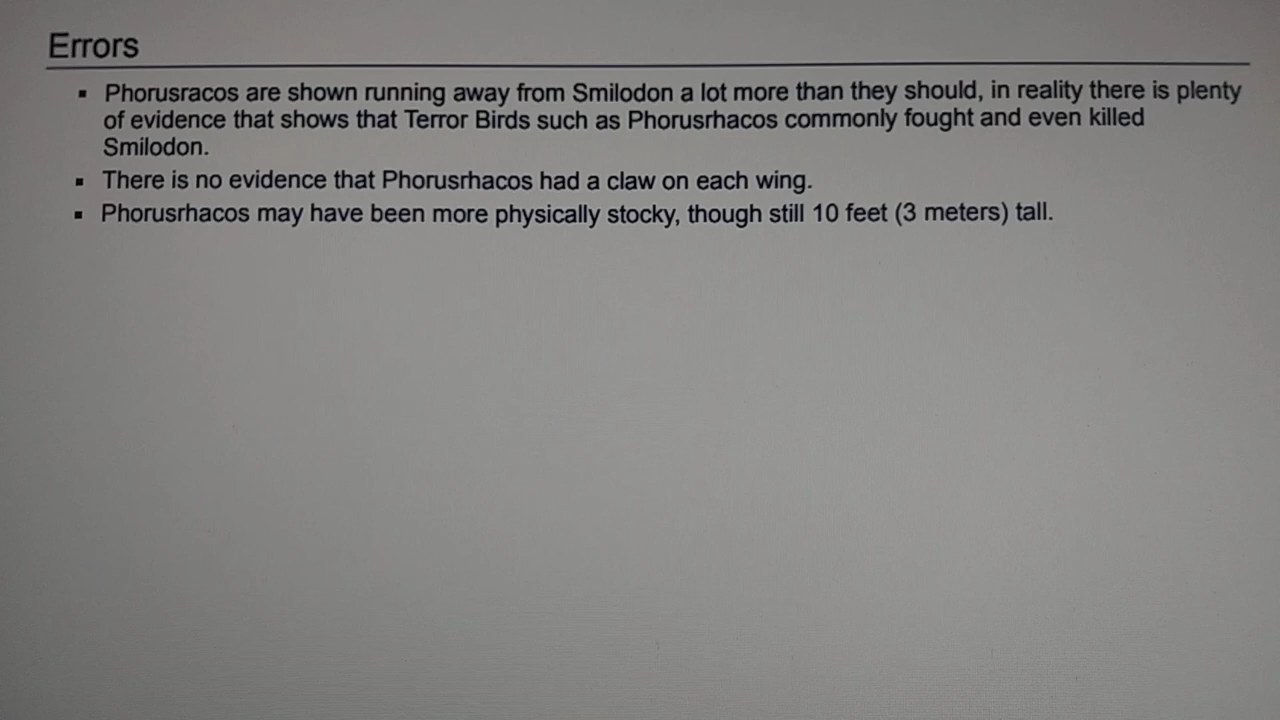 Errors
▪ Phorusracos are shown running away from Smilodon a lot more than they should, in reality there is plenty
of evidence that shows that Terror Birds such as Phorusrhacos commonly fought and even killed
Smilodon.
▪ There is no evidence that Phorusrhacos had a claw on each wing.
▪ Phorusrhacos may have been more physically stocky, though still 10 feet (3 meters) tall.